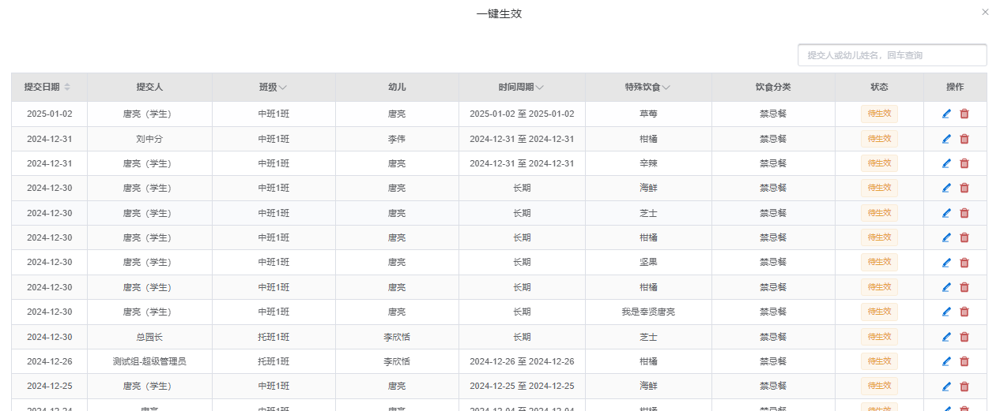 一键生效
提交人或幼儿姓名，回车查询
提交日期 提交人 班级 幼儿 时间周期 特殊饮食 饮食分类 状态 操作
2025-01-02 唐亮（学生） 中班1班 唐亮 2025-01-02 至 2025-01-02 草莓 禁忌餐 待生效
2024-12-31 刘中分 中班1班 李伟 2024-12-31 至 2024-12-31 柑橘 禁忌餐 待生效
2024-12-31 唐亮（学生） 中班1班 唐亮 2024-12-31 至 2024-12-31 辛辣 禁忌餐 待生效
2024-12-30 唐亮（学生） 中班1班 唐亮 长期 海鲜 禁忌餐 待生效
2024-12-30 唐亮（学生） 中班1班 唐亮 长期 芝士 禁忌餐 待生效
2024-12-30 唐亮（学生） 中班1班 唐亮 长期 柑橘 禁忌餐 待生效
2024-12-30 唐亮（学生） 中班1班 唐亮 长期 坚果 禁忌餐 待生效
2024-12-30 唐亮（学生） 中班1班 唐亮 长期 柑橘 禁忌餐 待生效
2024-12-30 唐亮（学生） 中班1班 唐亮 长期 我是奉贤唐亮 禁忌餐 待生效
2024-12-30 总园长 托班1班 李欣恬 长期 芝士 禁忌餐 待生效
2024-12-26 测试组-超级管理员 托班1班 李欣恬 2024-12-26 至 2024-12-26 柑橘 禁忌餐 待生效
2024-12-25 唐亮（学生） 中班1班 唐亮 2024-12-25 至 2024-12-25 海鲜 禁忌餐 待生效